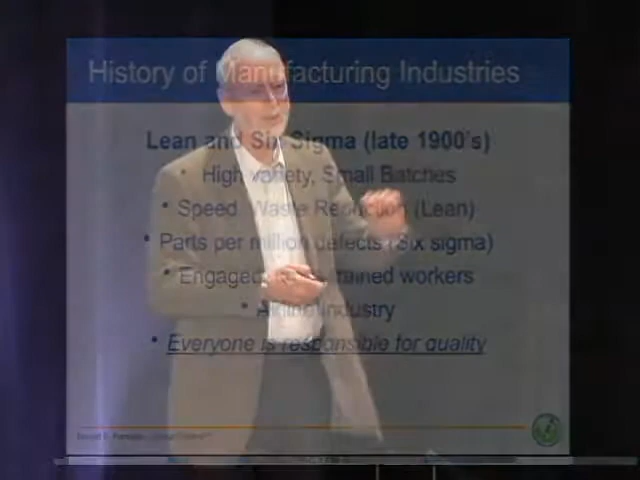 History of Manufacturing Industries
Lean and Six Sigma (late 1900's)
• High variety, Small Batches
• Speed Waste Reduction (Lean)
• Parts per million defects (Six sigma)
• Engaged trained workers
• Airline Industry
• Everyone is responsible for quality